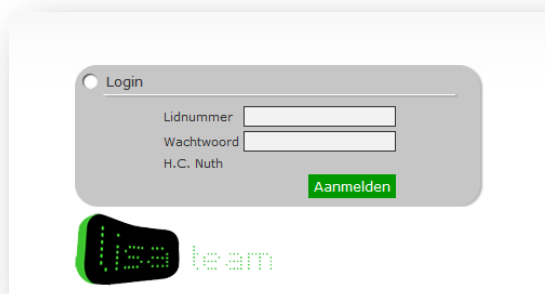 Login
Lidnummer
Wachtwoord
H.C. Nuth
Aanmelden
lisa team